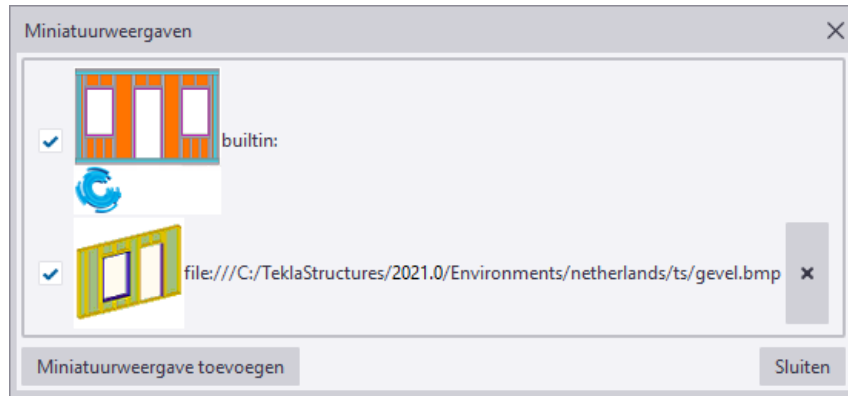 Miniatuurweergaven
builtin:
file:///C:/TeklaStructures/2021.0/Environments/netherlands/ts/gevel.bmp
Miniatuurweergave toevoegen
Sluiten